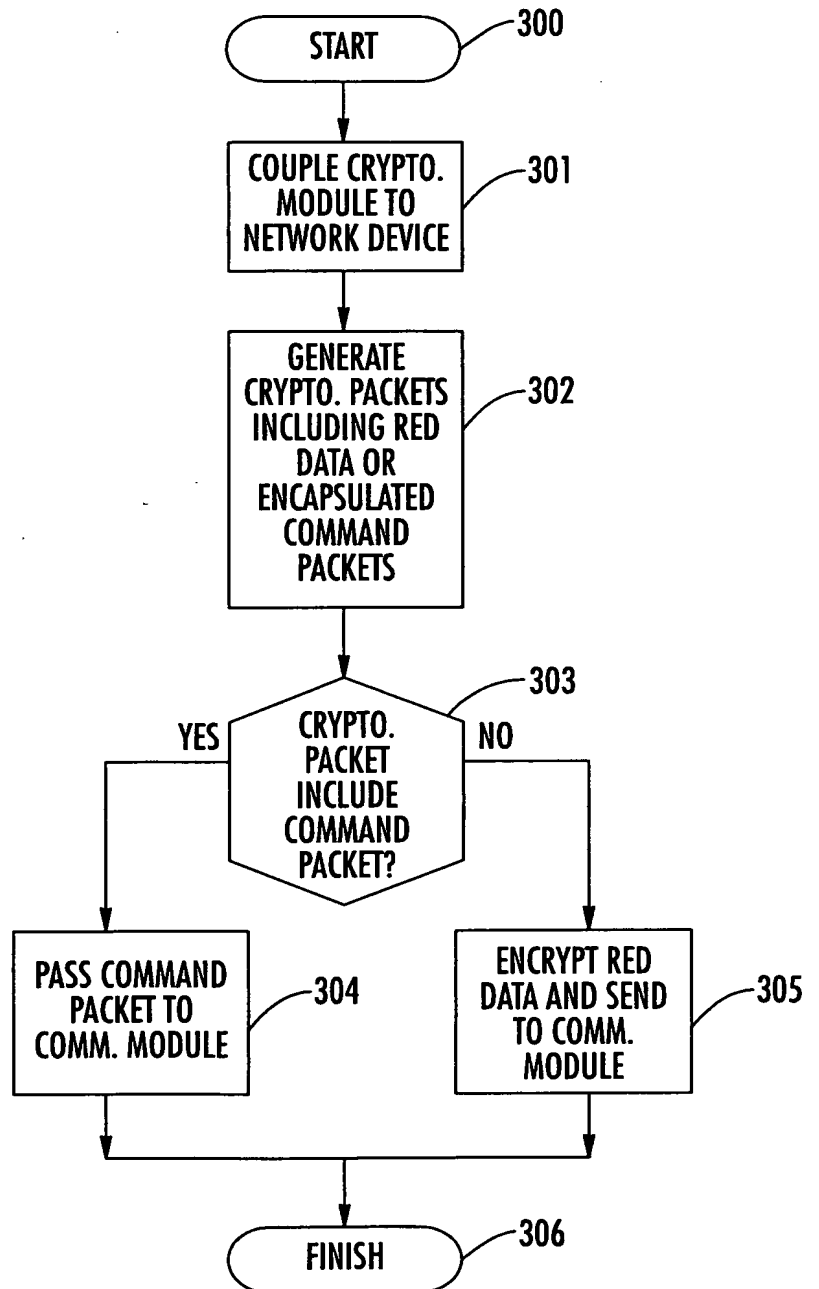 START
300
COUPLE CRYPTO.
MODULE TO
NETWORK DEVICE
301
GENERATE
CRYPTO. PACKETS
INCLUDING RED
DATA OR
ENCAPSULATED
COMMAND
PACKETS
302
303
YES
CRYPTO.
PACKET
INCLUDE
COMMAND
PACKET?
NO
PASS COMMAND
PACKET TO
COMM. MODULE
304
ENCRYPT RED
DATA AND SEND
TO COMM.
MODULE
305
FINISH
306